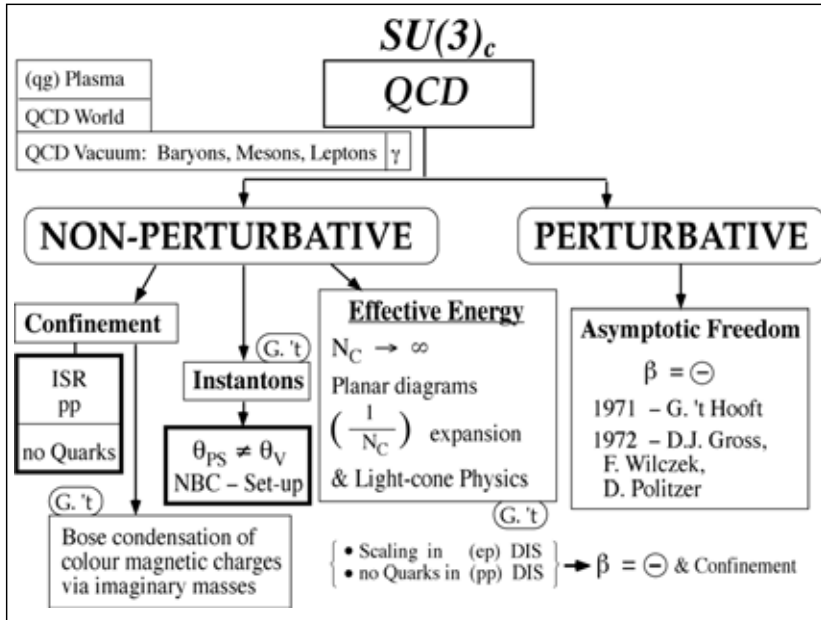 SU(3)c
QCD
(qg) Plasma
QCD World
QCD Vacuum: Baryons, Mesons, Leptons γ
NON-PERTURBATIVE
PERTURBATIVE
Confinement
ISR
pp
no Quarks
G. 't
Bose condensation of
colour magnetic charges
via imaginary masses
G. 't
Instantons
θPS ≠ θV
NBC – Set-up
Effective Energy
NC → ∞
Planar diagrams
(1/NC) expansion
& Light-cone Physics
G. 't
Asymptotic Freedom
β = ⊖
1971 – G. 't Hooft
1972 – D.J. Gross,
F. Wilczek,
D. Politzer
• Scaling in (ep) DIS
• no Quarks in (pp) DIS
→ β = ⊖ & Confinement